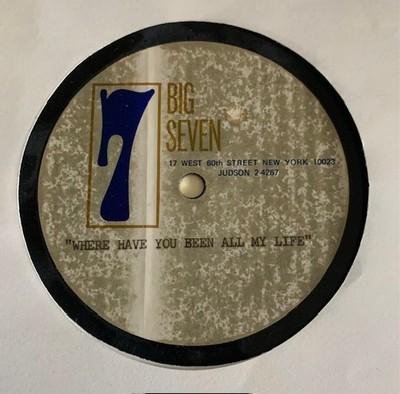 7
BIG
SEVEN
17 WEST 60th STREET NEW YORK 10023
JUDSON 2-4267
"WHERE HAVE YOU BEEN ALL MY LIFE"